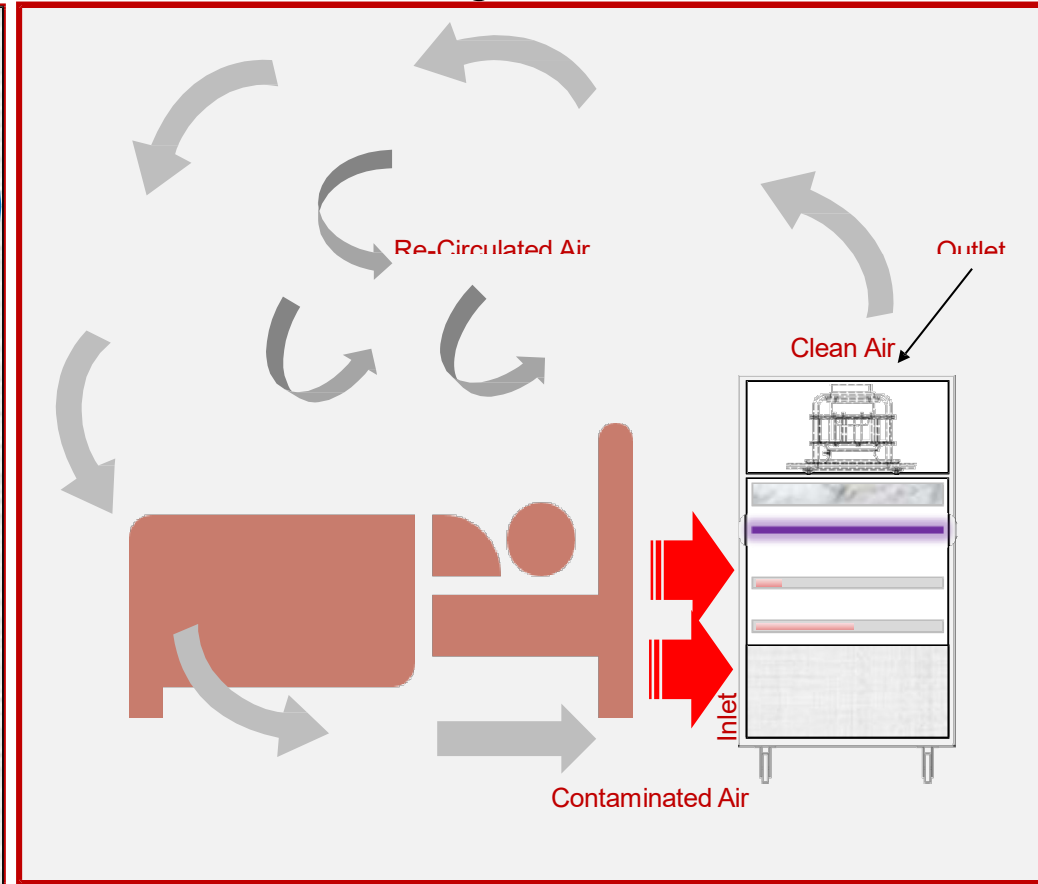 Re-Circulated Air
Outlet
Clean Air
Inlet
Contaminated Air